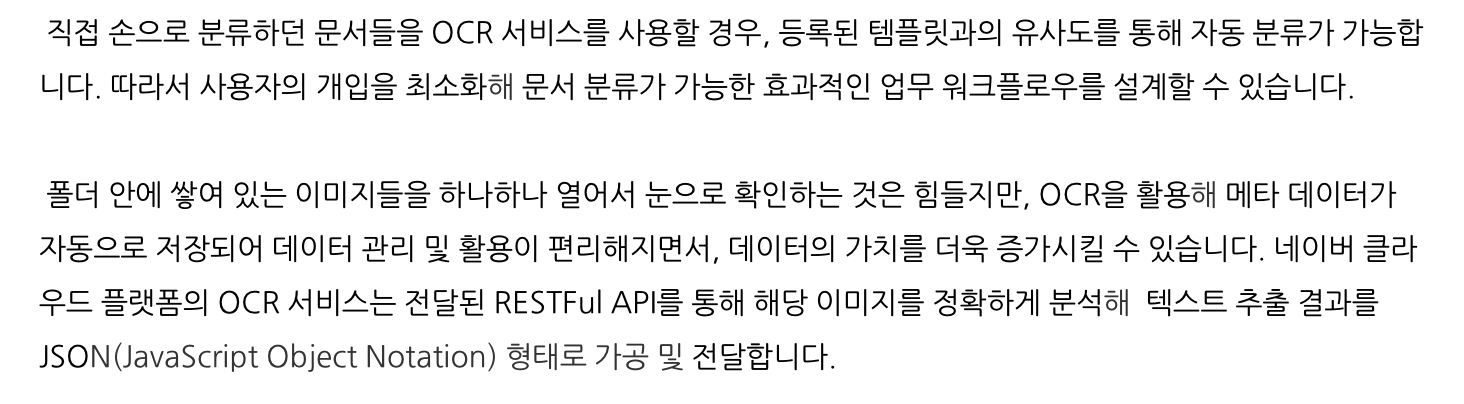 직접 손으로 분류하던 문서들을 OCR 서비스를 사용할 경우, 등록된 템플릿과의 유사도를 통해 자동 분류가 가능합
니다. 따라서 사용자의 개입을 최소화해 문서 분류가 가능한 효과적인 업무 워크플로우를 설계할 수 있습니다.
폴더 안에 쌓여 있는 이미지들을 하나하나 열어서 눈으로 확인하는 것은 힘들지만, OCR을 활용해 메타 데이터가
자동으로 저장되어 데이터 관리 및 활용이 편리해지면서, 데이터의 가치를 더욱 증가시킬 수 있습니다. 네이버 클라
우드 플랫폼의 OCR 서비스는 전달된 RESTFul API를 통해 해당 이미지를 정확하게 분석해 텍스트 추출 결과를
JSON(JavaScript Object Notation) 형태로 가공 및 전달합니다.